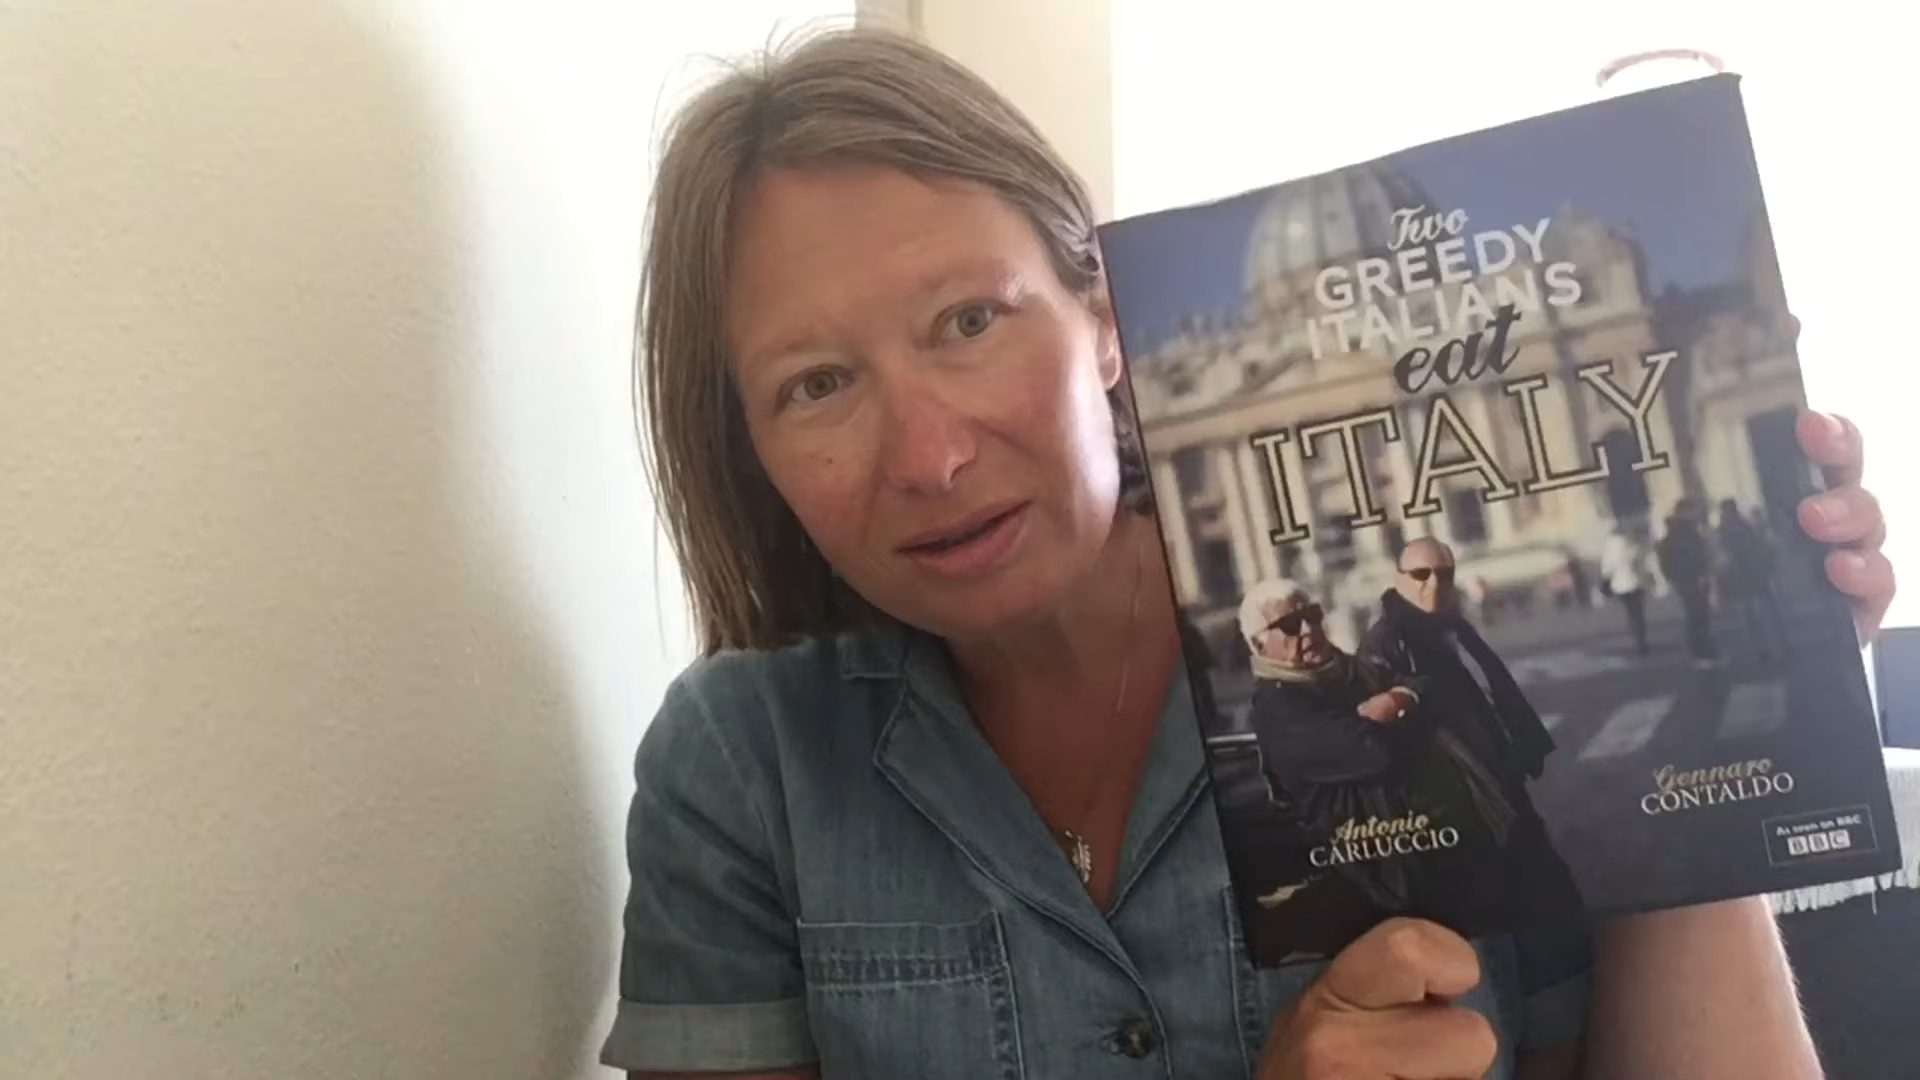 Two
GREEDY
ITALIANS
eat
ITALY
Antonio
CARLUCCIO
Gennaro
CONTALDO
As seen on BBC
BBC